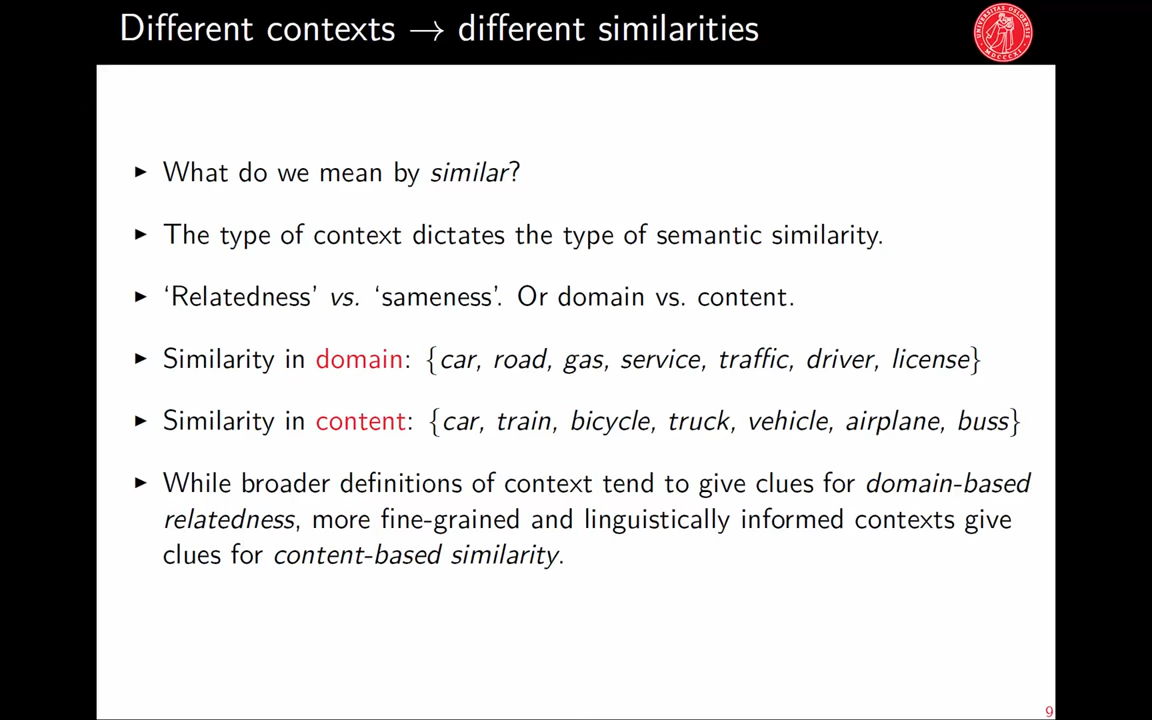 Different contexts → different similarities
UNIVERSITAS OSLOENSIS
MDCCCXI
▶ What do we mean by similar?
▶ The type of context dictates the type of semantic similarity.
▶ ‘Relatedness’ vs. ‘sameness’. Or domain vs. content.
▶ Similarity in domain: {car, road, gas, service, traffic, driver, license}
▶ Similarity in content: {car, train, bicycle, truck, vehicle, airplane, buss}
▶ While broader definitions of context tend to give clues for domain-based
relatedness, more fine-grained and linguistically informed contexts give
clues for content-based similarity.
9